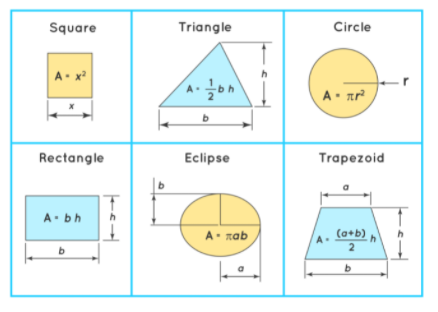 Square
A = x²
x
Triangle
A = 1/2 b h
h
b
Circle
A = πr²
r
Rectangle
A = b h
h
b
Eclipse
b
A = πab
a
Trapezoid
a
A = (a+b)/2 h
h
b